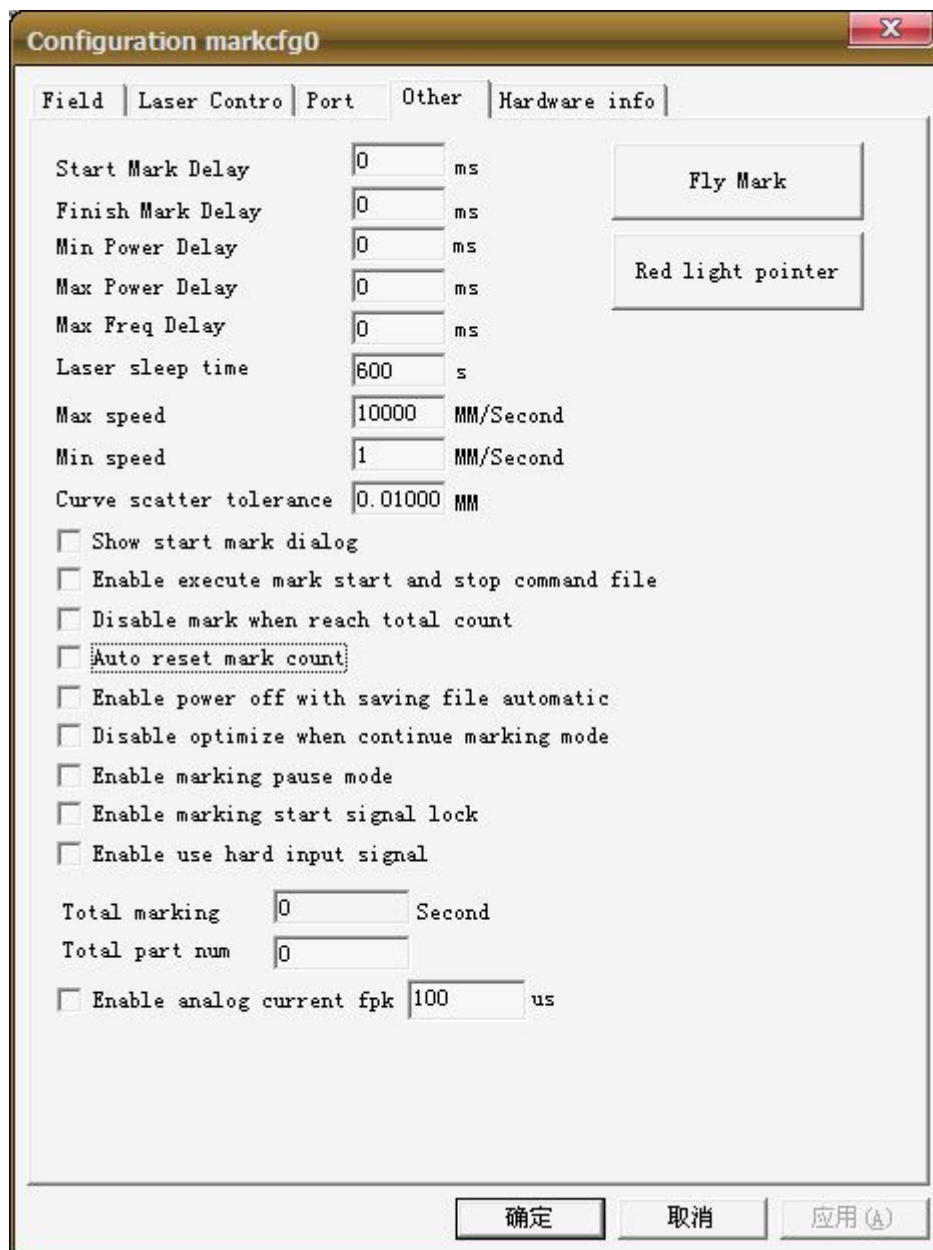 Configuration markcfg0
Field Laser Contro Port Other Hardware info
Start Mark Delay 0 ms
Fly Mark
Finish Mark Delay 0 ms
Min Power Delay 0 ms
Red light pointer
Max Power Delay 0 ms
Max Freq Delay 0 ms
Laser sleep time 600 s
Max speed 10000 MM/Second
Min speed 1 MM/Second
Curve scatter tolerance 0.01000 MM
Show start mark dialog
Enable execute mark start and stop command file
Disable mark when reach total count
Auto reset mark count
Enable power off with saving file automatic
Disable optimize when continue marking mode
Enable marking pause mode
Enable marking start signal lock
Enable use hard input signal
Total marking 0 Second
Total part num 0
Enable analog current fpk 100 us
确定 取消 应用(A)